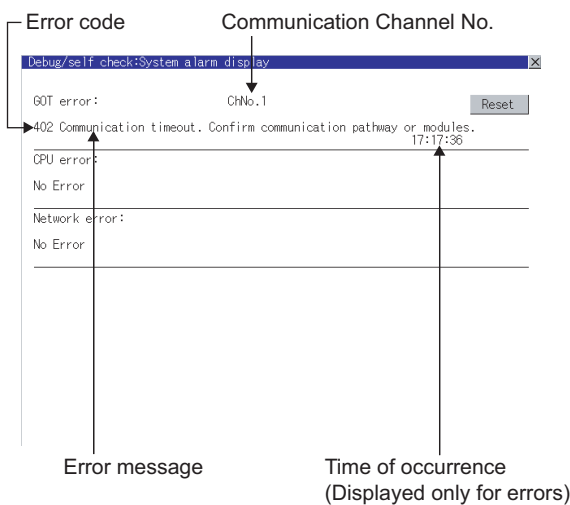 Error code
Communication Channel No.
Debug/self check:System alarm display
GOT error:
ChNo.1
Reset
402 Communication timeout. Confirm communication pathway or modules.
17:17:36
CPU error:
No Error
Network error:
No Error
Error message
Time of occurrence
(Displayed only for errors)